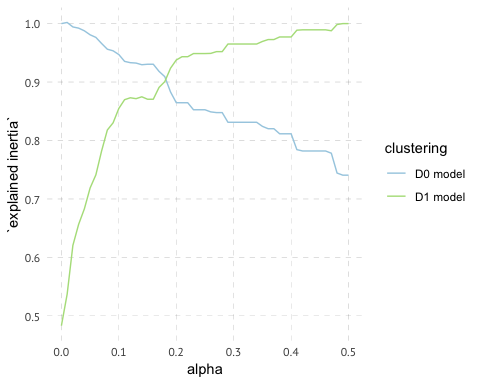 1.0
0.9
0.8
0.7
0.6
0.5
`explained inertia`
0.0 0.1 0.2 0.3 0.4 0.5
alpha
clustering
D0 model
D1 model